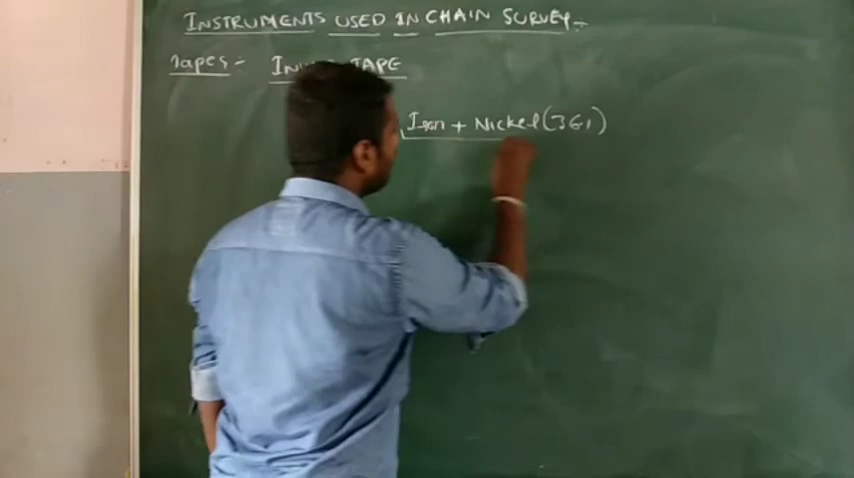 INSTRUMENTS USED IN CHAIN SURVEY:-
Tapes:- TAPE
Iron + Nickel (36%)